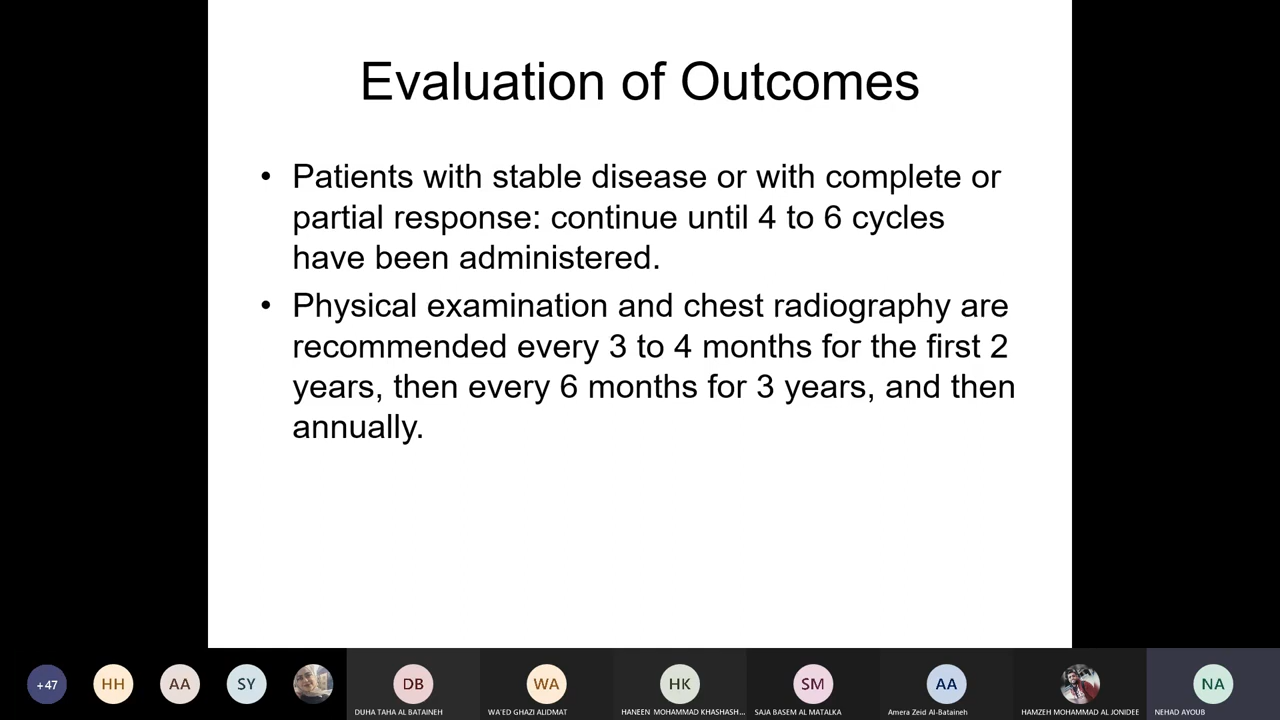 Evaluation of Outcomes
• Patients with stable disease or with complete or
partial response: continue until 4 to 6 cycles
have been administered.
• Physical examination and chest radiography are
recommended every 3 to 4 months for the first 2
years, then every 6 months for 3 years, and then
annually.
+47
HH
AA
SY
DB
WA
HK
SM
AA
NA
DUHA TAHA AL BATAINEH
WA'ED GHAZI ALIDMAT
HANEEN MOHAMMAD KHASHASH...
SAJA BASEM AL MATALKA
Amera Zeid Al-Bataineh
HAMZEH MOHAMMAD AL JONIDEE
NEHAD AYOUB